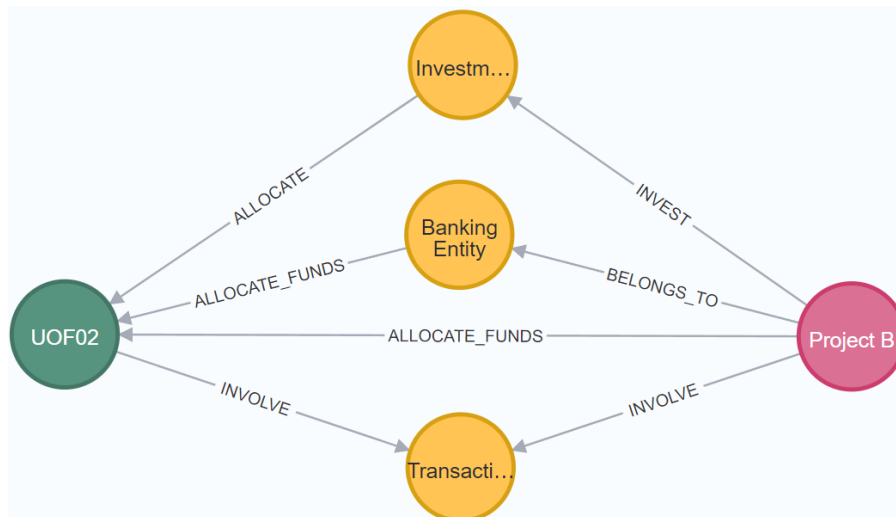 Investm...
ALLOCATE
INVEST
Banking
Entity
ALLOCATE_FUNDS
BELONGS_TO
UOF02
ALLOCATE_FUNDS
Project B
INVOLVE
INVOLVE
Transacti...